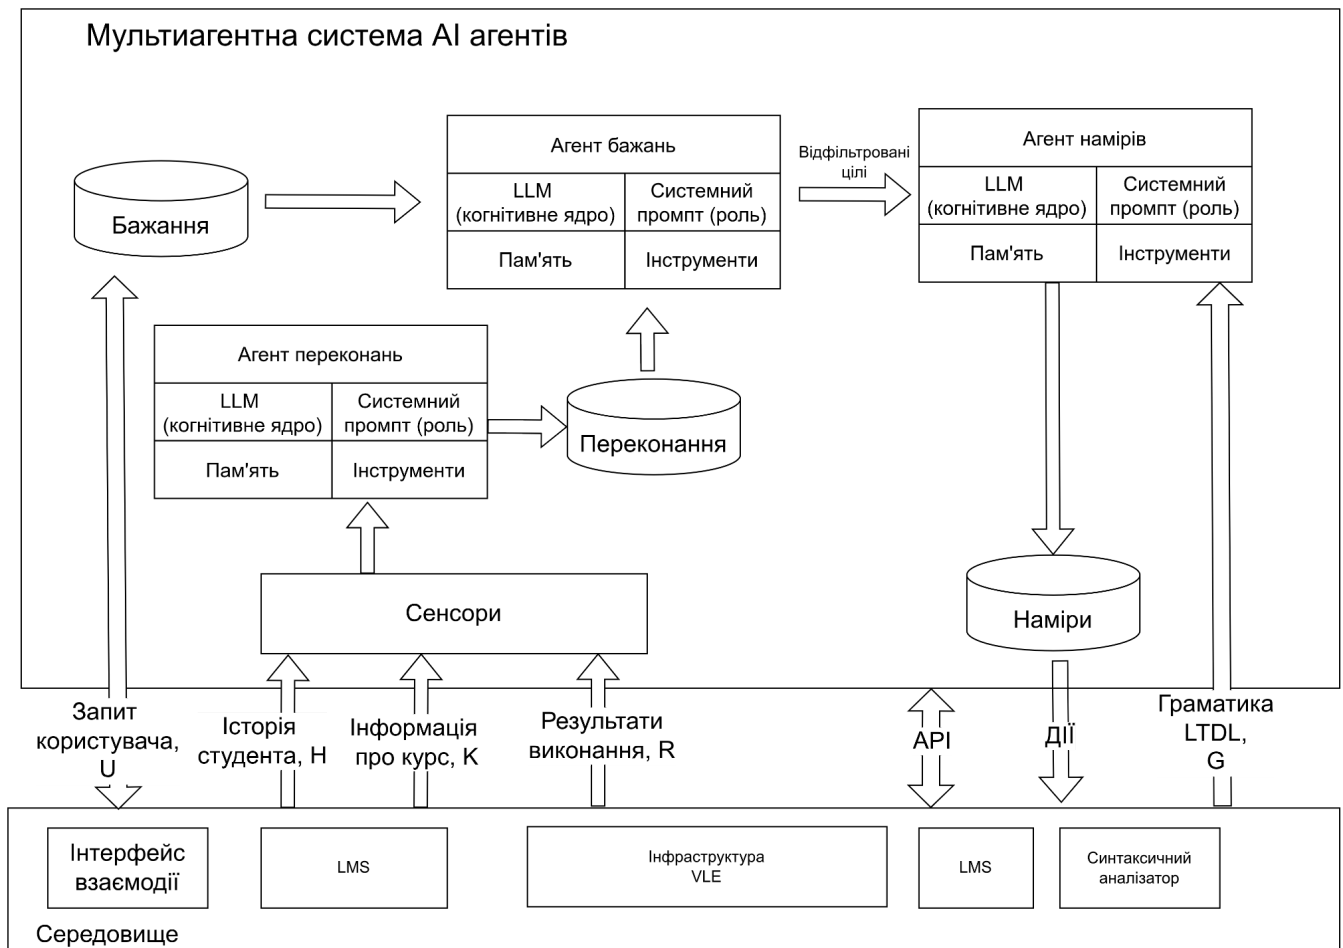 Мультиагентна система AI агентів
Бажання
Агент бажань
LLM
(когнітивне ядро)
Системний
промпт (роль)
Пам'ять
Інструменти
Відфільтровані
цілі
Агент намірів
LLM
(когнітивне ядро)
Системний
промпт (роль)
Пам'ять
Інструменти
Агент переконань
LLM
(когнітивне ядро)
Системний
промпт (роль)
Пам'ять
Інструменти
Переконання
Сенсори
Наміри
Запит
користувача,
U
Історія
студента, H
Інформація
про курс, K
Результати
виконання, R
API
ДІЇ
Граматика
LTDL,
G
Інтерфейс
взаємодії
LMS
Інфраструктура
VLE
LMS
Синтаксичний
аналізатор
Середовище